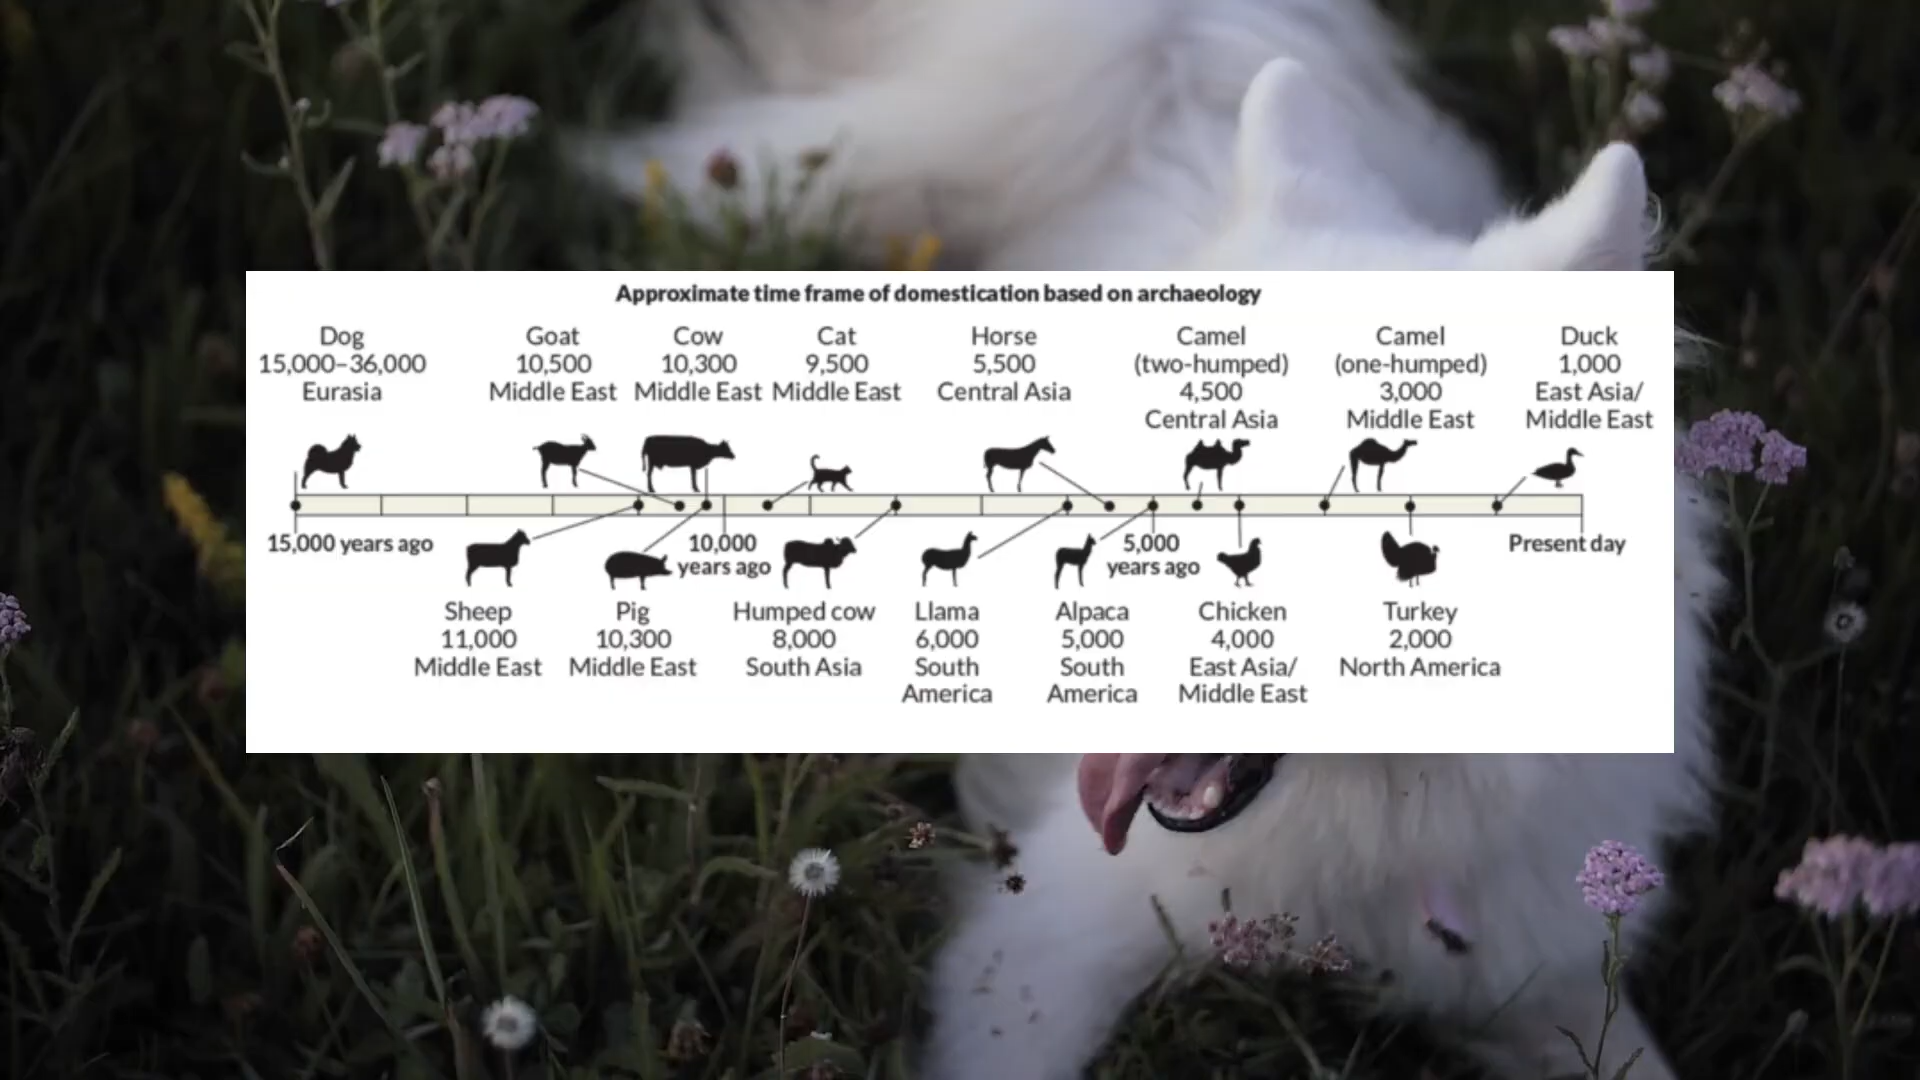 Approximate time frame of domestication based on archaeology
Dog
15,000–36,000
Eurasia
Goat
10,500
Middle East
Cow
10,300
Middle East
Cat
9,500
Middle East
Horse
5,500
Central Asia
Camel
(two-humped)
4,500
Central Asia
Camel
(one-humped)
3,000
Middle East
Duck
1,000
East Asia/
Middle East
15,000 years ago
10,000
years ago
5,000
years ago
Present day
Sheep
11,000
Middle East
Pig
10,300
Middle East
Humped cow
8,000
South Asia
Llama
6,000
South
America
Alpaca
5,000
South
America
Chicken
4,000
East Asia/
Middle East
Turkey
2,000
North America